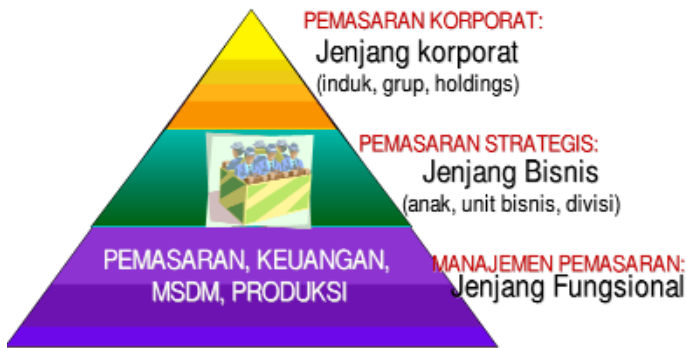 PEMASARAN KORPORAT:
Jenjang korporat
(induk, grup, holdings)
PEMASARAN STRATEGIS:
Jenjang Bisnis
(anak, unit bisnis, divisi)
PEMASARAN, KEUANGAN,
MSDM, PRODUKSI
MANAJEMEN PEMASARAN:
Jenjang Fungsional